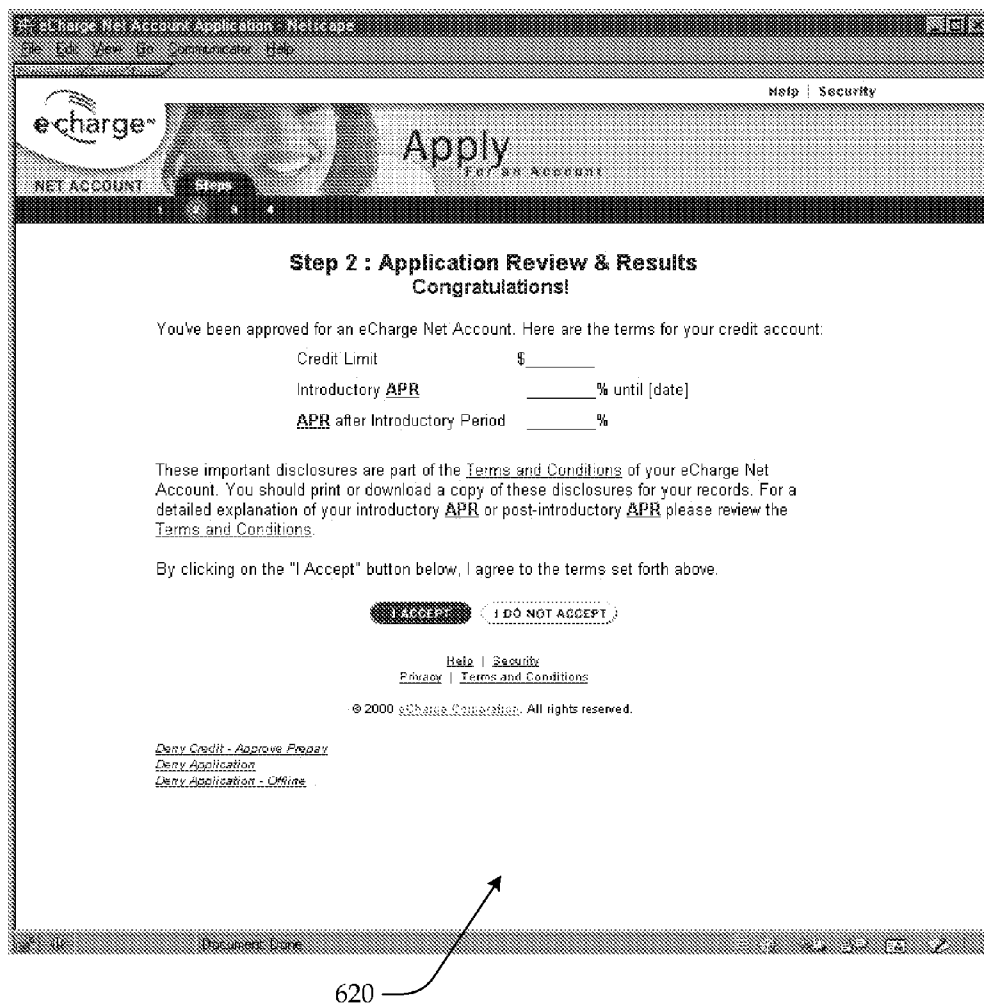 eCharge Net Account Application - Netscape
File Edit View Go Communicator Help
Help | Security
e·charge™
Apply
For an Account
NET ACCOUNT
Steps
1 2 3 4
Step 2 : Application Review & Results
Congratulations!
You've been approved for an eCharge Net Account. Here are the terms for your credit account:
Credit Limit $________
Introductory APR ________% until [date]
APR after Introductory Period ________%
These important disclosures are part of the Terms and Conditions of your eCharge Net
Account. You should print or download a copy of these disclosures for your records. For a
detailed explanation of your introductory APR or post-introductory APR please review the
Terms and Conditions.
By clicking on the "I Accept" button below, I agree to the terms set forth above.
I ACCEPT I DO NOT ACCEPT
Help | Security
Privacy | Terms and Conditions
© 2000 eCharge Corporation. All rights reserved.
Deny Credit - Approve Prepay
Deny Application
Deny Application - Offline
Document: Done
620